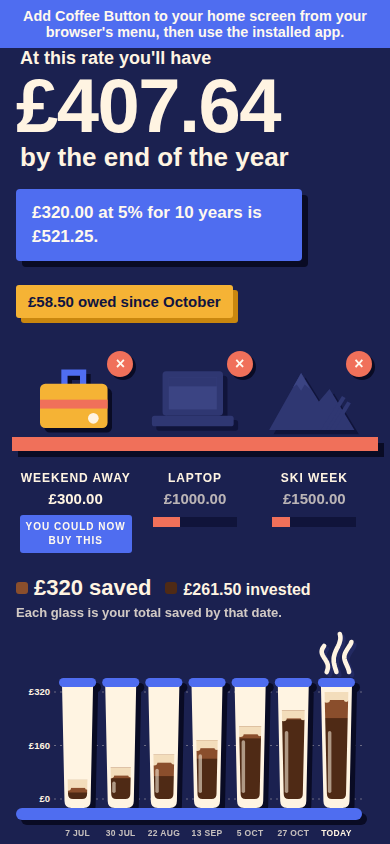 Add Coffee Button to your home screen from your
browser's menu, then use the installed app.
At this rate you'll have
£407.64
by the end of the year
£320.00 at 5% for 10 years is
£521.25.
£58.50 owed since October
×
×
×
WEEKEND AWAY
£300.00
YOU COULD NOW
BUY THIS
LAPTOP
£1000.00
SKI WEEK
£1500.00
£320 saved
£261.50 invested
Each glass is your total saved by that date.
£320
£160
£0
7 JUL
30 JUL
22 AUG
13 SEP
5 OCT
27 OCT
TODAY